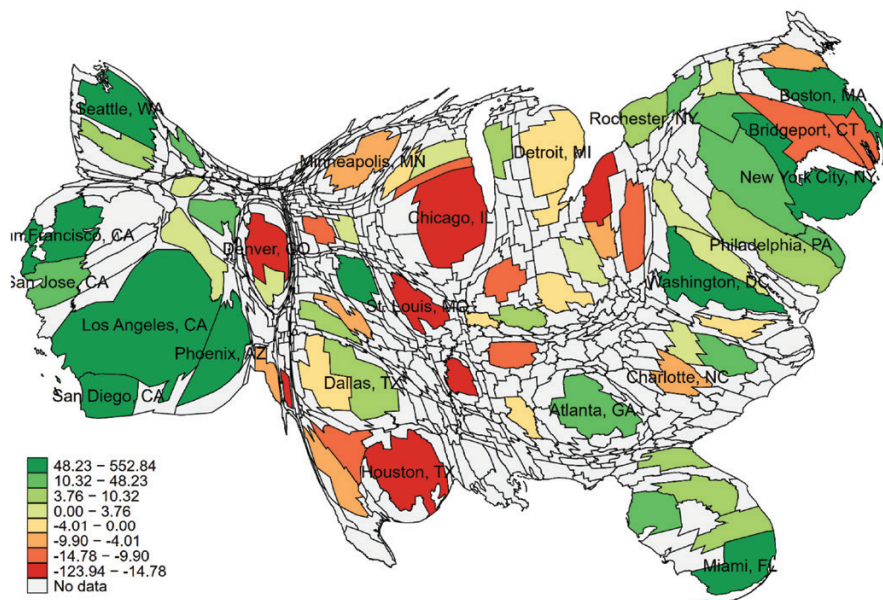 Seattle, WA
Boston, MA
Rochester, NY
Bridgeport, CT
Minneapolis, MN
Detroit, MI
New York City, NY
Chicago, IL
an Francisco, CA
Denver, CO
Philadelphia, PA
San Jose, CA
Washington, DC
St. Louis, MO
Los Angeles, CA
Phoenix, AZ
Dallas, TX
Charlotte, NC
San Diego, CA
Atlanta, GA
Houston, TX
Miami, FL
48.23 – 552.84
10.32 – 48.23
3.76 – 10.32
0.00 – 3.76
-4.01 – 0.00
-9.90 – -4.01
-14.78 – -9.90
-123.94 – -14.78
No data